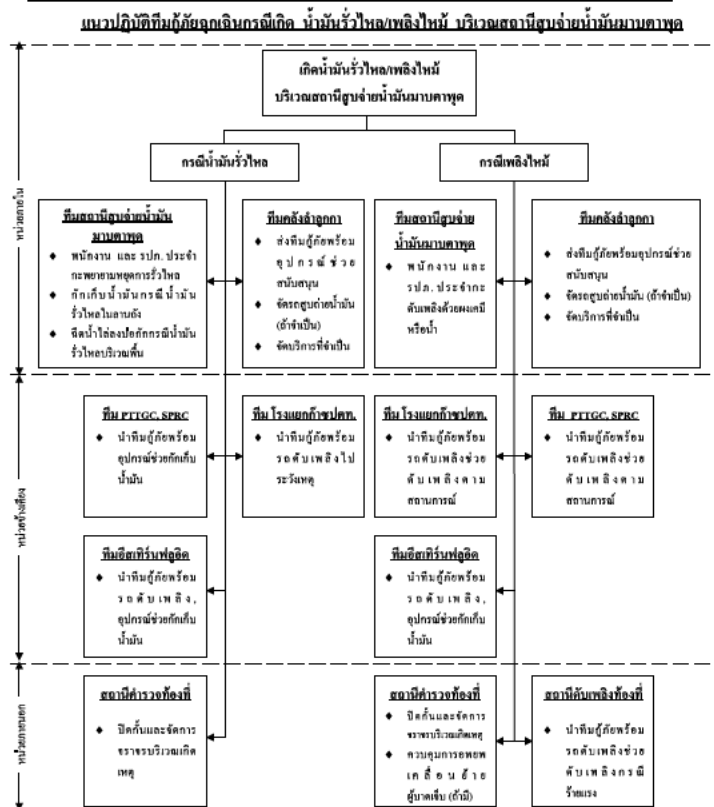 แนวปฏิบัติทีมกู้ภัยฉุกเฉินกรณีเกิด น้ำมันรั่วไหล/เพลิงไหม้ บริเวณสถานีสูบจ่ายน้ำมันมาบตาพุด
เกิดน้ำมันรั่วไหล/เพลิงไหม้
บริเวณสถานีสูบจ่ายน้ำมันมาบตาพุด
กรณีน้ำมันรั่วไหล
กรณีเพลิงไหม้
หน่วยภายใน
ทีมสถานีสูบจ่ายน้ำมัน
มาบตาพุด
◆ พนักงาน และ รปภ. ประจำ
กะพยายามหยุดการรั่วไหล
◆ กักเก็บน้ำมันกรณี น้ำมัน
รั่วไหลในลานถัง
◆ ฉีดน้ำไล่ลงบ่อกักกรณีน้ำมัน
รั่วไหลบริเวณพื้น
ทีมคลังลำลูกกา
◆ ส่งทีมกู้ภัยพร้อม
อุปกรณ์ช่วย
สนับสนุน
◆ จัดรถสูบถ่ายน้ำมัน
(ถ้าจำเป็น)
◆ จัดบริการที่จำเป็น
ทีมสถานีสูบจ่าย
น้ำมันมาบตาพุด
◆ พนักงาน และ
รปภ. ประจำกะ
ดับเพลิงด้วยผงเคมี
หรือน้ำ
ทีมคลังลำลูกกา
◆ ส่งทีมกู้ภัยพร้อมอุปกรณ์ช่วย
สนับสนุน
◆ จัดรถสูบถ่ายน้ำมัน (ถ้าจำเป็น)
◆ จัดบริการที่จำเป็น
หน่วยข้างเคียง
ทีม PTTGC, SPRC
◆ นำทีมกู้ภัยพร้อม
อุปกรณ์ช่วยกักเก็บ
น้ำมัน
ทีม โรงแยกก๊าซปตท.
◆ นำทีมกู้ภัยพร้อม
รถดับเพลิงไป
ระวังเหตุ
ทีม โรงแยกก๊าซปตท.
◆ นำทีมกู้ภัยพร้อม
รถดับเพลิงช่วย
ดับเพลิงตาม
สถานการณ์
ทีม PTTGC, SPRC
◆ นำทีมกู้ภัยพร้อม
รถดับเพลิงช่วย
ดับเพลิงตาม
สถานการณ์
ทีมอีสเทิร์นฟลูอิด
◆ นำทีมกู้ภัยพร้อม
รถดับเพลิง,
อุปกรณ์ช่วยกักเก็บ
น้ำมัน
ทีมอีสเทิร์นฟลูอิด
◆ นำทีมกู้ภัยพร้อม
รถดับเพลิง,
อุปกรณ์ช่วยกักเก็บ
น้ำมัน
หน่วยภายนอก
สถานีตำรวจท้องที่
◆ ปิดกั้นและจัดการ
จราจรบริเวณเกิด
เหตุ
สถานีตำรวจท้องที่
◆ ปิดกั้นและจัดการ
จราจรบริเวณเกิดเหตุ
◆ ควบคุมการอพยพ
เคลื่อนย้าย
ผู้บาดเจ็บ (ถ้ามี)
สถานีดับเพลิงท้องที่
◆ นำทีมกู้ภัยพร้อม
รถดับเพลิงช่วย
ดับเพลิงกรณี
ร้ายแรง